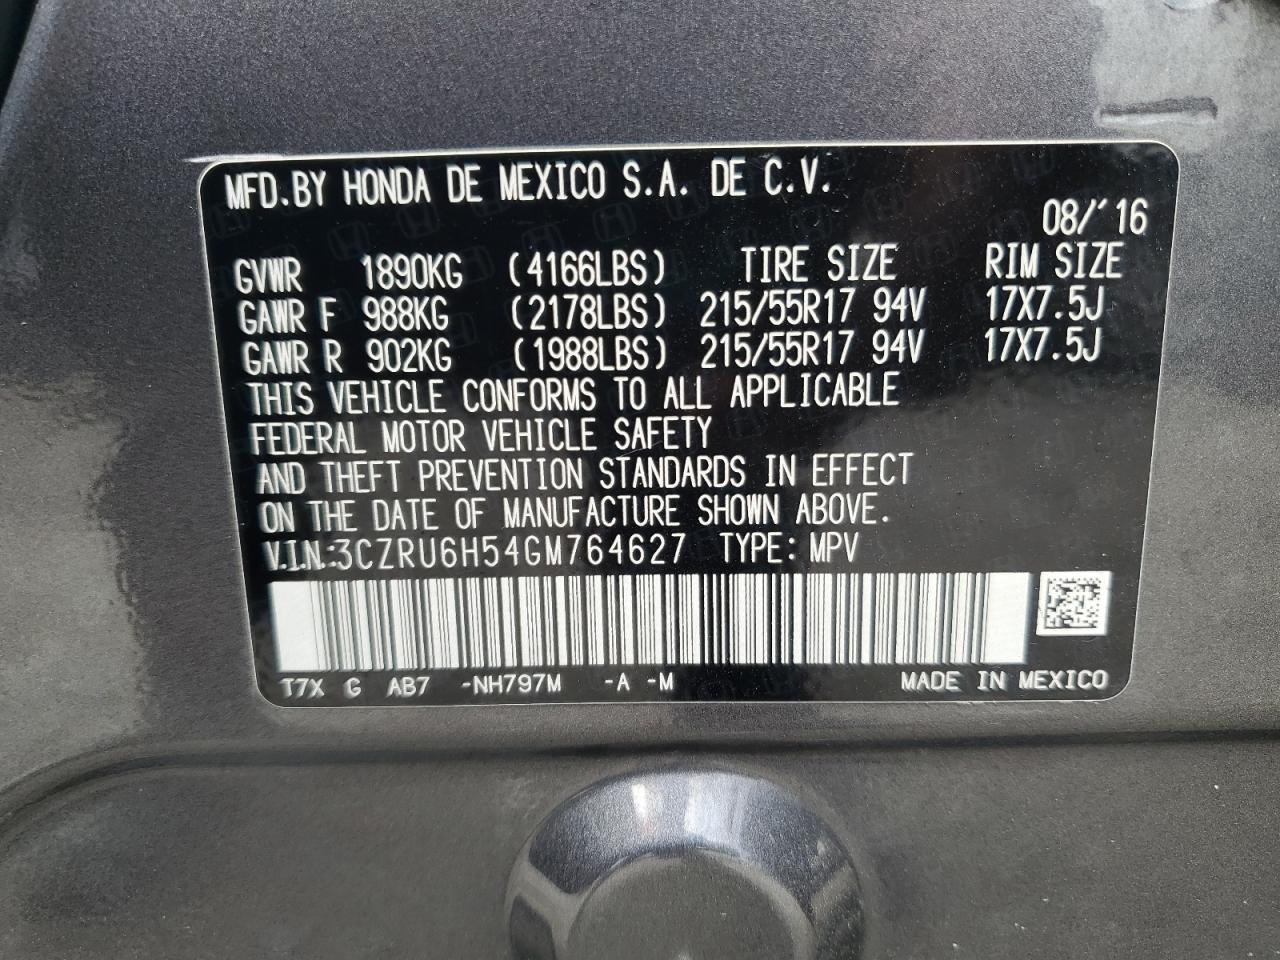 MFD.BY HONDA DE MEXICO S.A. DE C.V.
08/'16
GVWR 1890KG (4166LBS) TIRE SIZE RIM SIZE
GAWR F 988KG (2178LBS) 215/55R17 94V 17X7.5J
GAWR R 902KG (1988LBS) 215/55R17 94V 17X7.5J
THIS VEHICLE CONFORMS TO ALL APPLICABLE
FEDERAL MOTOR VEHICLE SAFETY
AND THEFT PREVENTION STANDARDS IN EFFECT
ON THE DATE OF MANUFACTURE SHOWN ABOVE.
V.I.N.:3CZRU6H54GM764627 TYPE: MPV
T7X G AB7 -NH797M -A -M MADE IN MEXICO